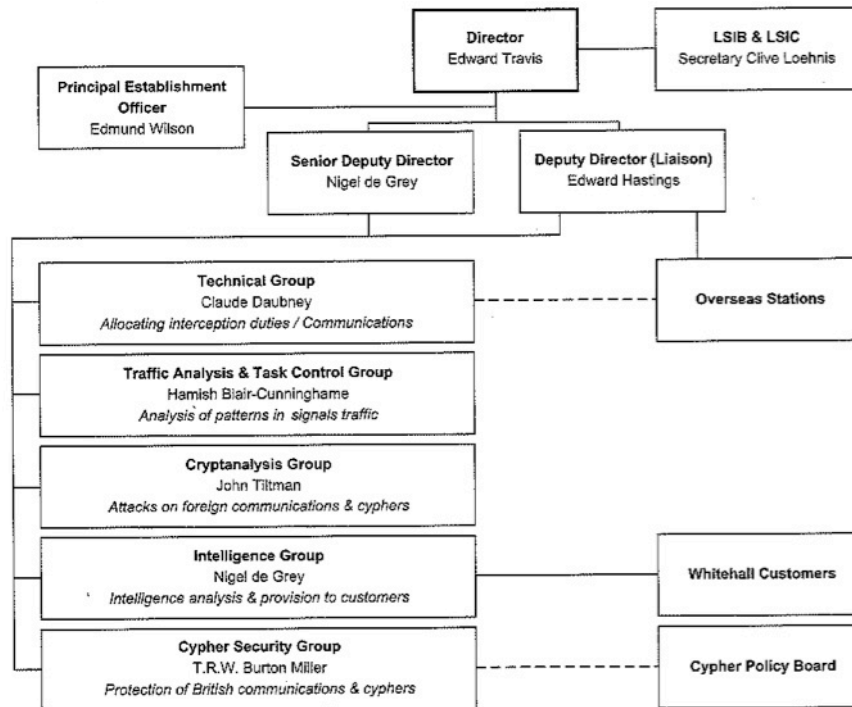 Director
Edward Travis
LSIB & LSIC
Secretary Clive Loehnis
Principal Establishment
Officer
Edmund Wilson
Senior Deputy Director
Nigel de Grey
Deputy Director (Liaison)
Edward Hastings
Technical Group
Claude Daubney
Allocating interception duties / Communications
Overseas Stations
Traffic Analysis & Task Control Group
Hamish Blair-Cunninghame
Analysis of patterns in signals traffic
Cryptanalysis Group
John Tiltman
Attacks on foreign communications & cyphers
Intelligence Group
Nigel de Grey
Intelligence analysis & provision to customers
Whitehall Customers
Cypher Security Group
T.R.W. Burton Miller
Protection of British communications & cyphers
Cypher Policy Board